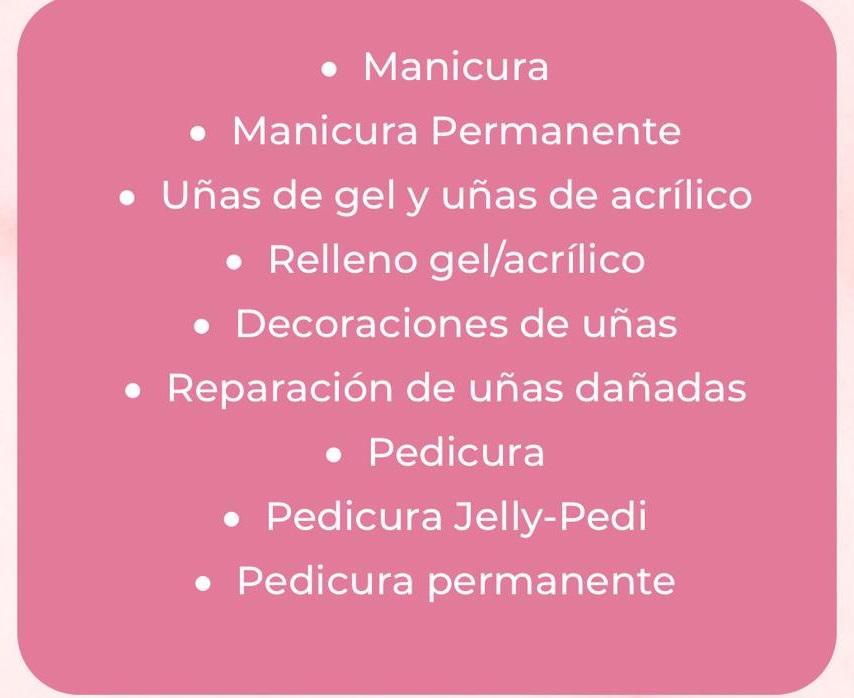 • Manicura
• Manicura Permanente
• Uñas de gel y uñas de acrílico
• Relleno gel/acrílico
• Decoraciones de uñas
• Reparación de uñas dañadas
• Pedicura
• Pedicura Jelly-Pedi
• Pedicura permanente